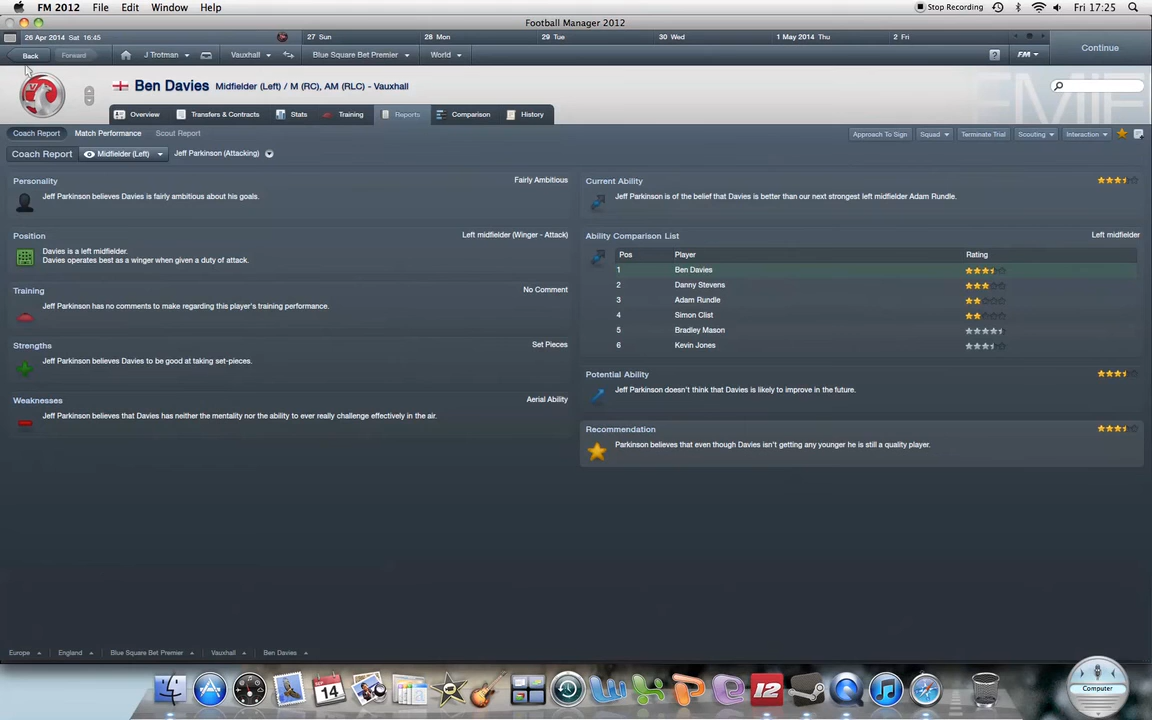 FM 2012 File Edit Window Help Stop Recording Fri 17:25
Football Manager 2012
26 Apr 2014 Sat 16:45 27 Sun 28 Mon 29 Tue 30 Wed 1 May 2014 Thu 2 Fri
Back Forward J Trotman Vauxhall Blue Square Bet Premier World ? FM Continue
Ben Davies Midfielder (Left) / M (RC), AM (RLC) - Vauxhall
Overview Transfers & Contracts Stats Training Reports Comparison History
Coach Report Match Performance Scout Report Approach To Sign Squad Terminate Trial Scouting Interaction
Coach Report Midfielder (Left) Jeff Parkinson (Attacking)
Personality Fairly Ambitious
Jeff Parkinson believes Davies is fairly ambitious about his goals.
Position Left midfielder (Winger - Attack)
Davies is a left midfielder.
Davies operates best as a winger when given a duty of attack.
Training No Comment
Jeff Parkinson has no comments to make regarding this player's training performance.
Strengths Set Pieces
Jeff Parkinson believes Davies to be good at taking set-pieces.
Weaknesses Aerial Ability
Jeff Parkinson believes that Davies has neither the mentality nor the ability to ever really challenge effectively in the air.
Current Ability
Jeff Parkinson is of the belief that Davies is better than our next strongest left midfielder Adam Rundle.
Ability Comparison List Left midfielder
Pos Player Rating
1 Ben Davies
2 Danny Stevens
3 Adam Rundle
4 Simon Clist
5 Bradley Mason
6 Kevin Jones
Potential Ability
Jeff Parkinson doesn't think that Davies is likely to improve in the future.
Recommendation
Parkinson believes that even though Davies isn't getting any younger he is still a quality player.
Europe England Blue Square Bet Premier Vauxhall Ben Davies
14
12
Computer